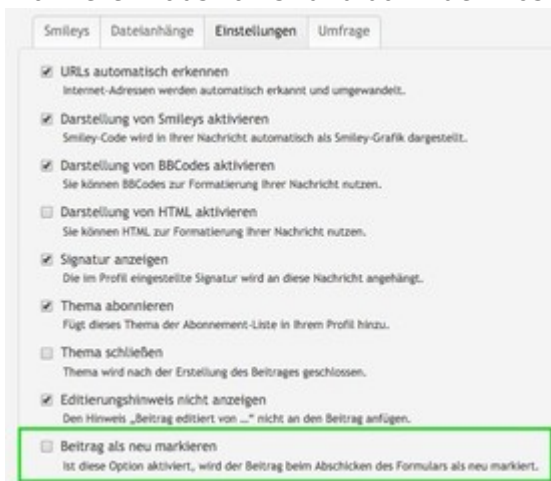 Smileys Dateianhänge Einstellungen Umfrage
URLs automatisch erkennen
Internet-Adressen werden automatisch erkannt und umgewandelt.
Darstellung von Smileys aktivieren
Smiley-Code wird in Ihrer Nachricht automatisch als Smiley-Grafik dargestellt.
Darstellung von BBCodes aktivieren
Sie können BBCodes zur Formatierung Ihrer Nachricht nutzen.
Darstellung von HTML aktivieren
Sie können HTML zur Formatierung Ihrer Nachricht nutzen.
Signatur anzeigen
Die im Profil eingestellte Signatur wird an diese Nachricht angehängt.
Thema abonnieren
Fügt dieses Thema der Abonnement-Liste in Ihrem Profil hinzu.
Thema schließen
Thema wird nach der Erstellung des Beitrages geschlossen.
Editierungshinweis nicht anzeigen
Den Hinweis „Beitrag editiert von ...“ nicht an den Beitrag anfügen.
Beitrag als neu markieren
Ist diese Option aktiviert, wird der Beitrag beim Abschicken des Formulars als neu markiert.